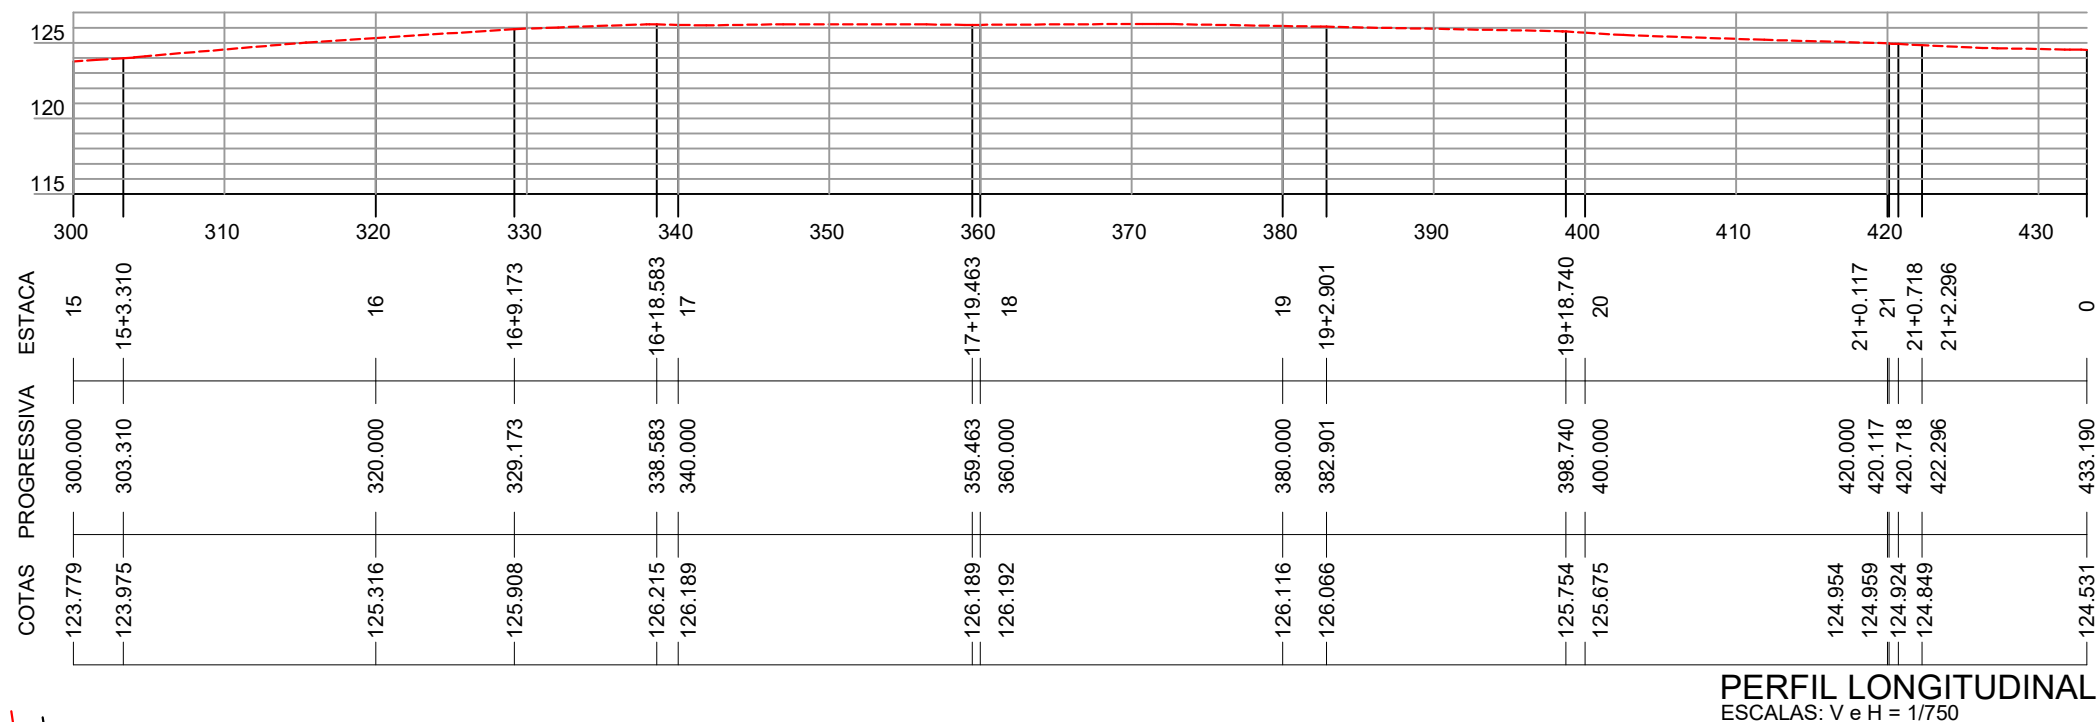 125
120
115
300 310 320 330 340 350 360 370 380 390 400 410 420 430
ESTACA 15 15+3.310 16 16+9.173 16+18.583 17 17+19.463 18 19 19+2.901 19+18.740 20 21+0.117 21 21+0.718 21+2.296 0
PROGRESSIVA 300.000 303.310 320.000 329.173 338.583 340.000 359.463 360.000 380.000 382.901 398.740 400.000 420.000 420.117 420.718 422.296 433.190
COTAS 123.779 123.975 125.316 125.908 126.215 126.189 126.189 126.192 126.116 126.066 125.754 125.675 124.954 124.959 124.924 124.849 124.531
PERFIL LONGITUDINAL
ESCALAS: V e H = 1/750